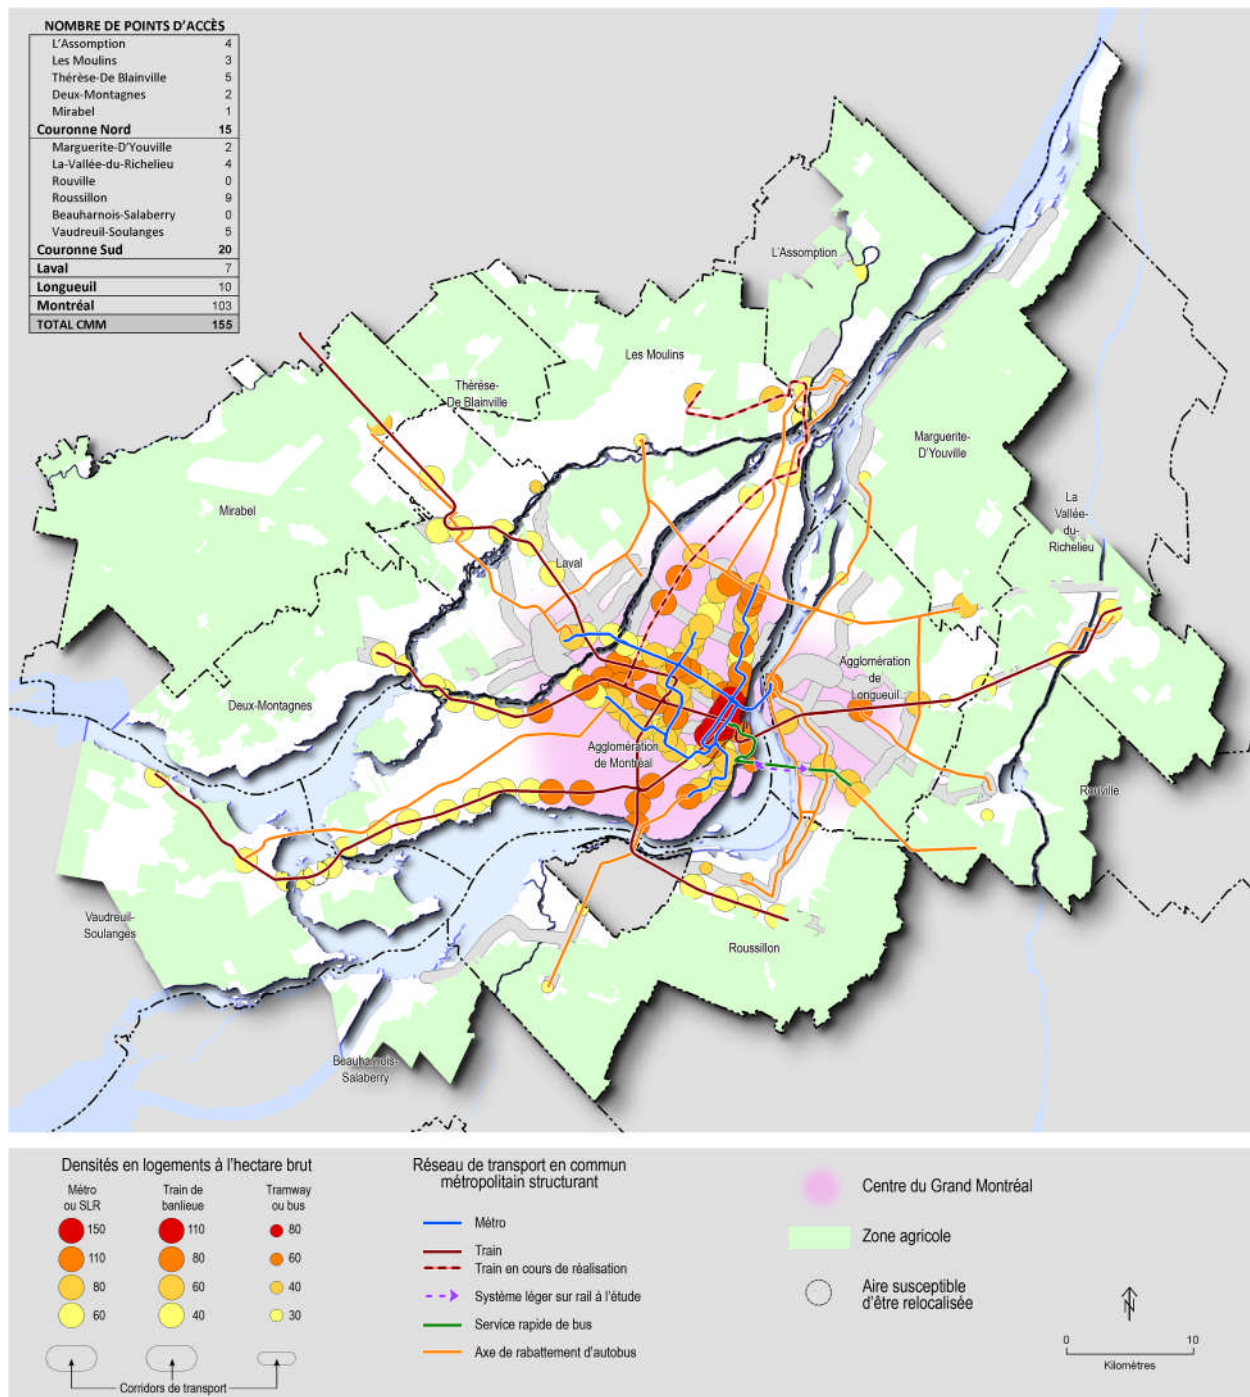 NOMBRE DE POINTS D'ACCÈS
L'Assomption 4
Les Moulins 3
Thérèse-De Blainville 5
Deux-Montagnes 2
Mirabel 1
Couronne Nord 15
Marguerite-D'Youville 2
La-Vallée-du-Richelieu 4
Rouville 0
Roussillon 9
Beauharnois-Salaberry 0
Vaudreuil-Soulanges 5
Couronne Sud 20
Laval 7
Longueuil 10
Montréal 103
TOTAL CMM 155
L'Assomption
Les Moulins
Thérèse-
De Blainville
Marguerite-
D'Youville
La
Vallée-
du-
Richelieu
Mirabel
Laval
Agglomération
de
Longueuil
Deux-Montagnes
Agglomération
de Montréal
Rouville
Vaudreuil-
Soulanges
Roussillon
Beauharnois-
Salaberry
Densités en logements à l'hectare brut
Métro
ou SLR
Train de
banlieue
Tramway
ou bus
150 110 80
110 80 60
80 60 40
60 40 30
Corridors de transport
Réseau de transport en commun
métropolitain structurant
Métro
Train
Train en cours de réalisation
Système léger sur rail à l'étude
Service rapide de bus
Axe de rabattement d'autobus
Centre du Grand Montréal
Zone agricole
Aire susceptible
d'être relocalisée
N
0 10
Kilomètres